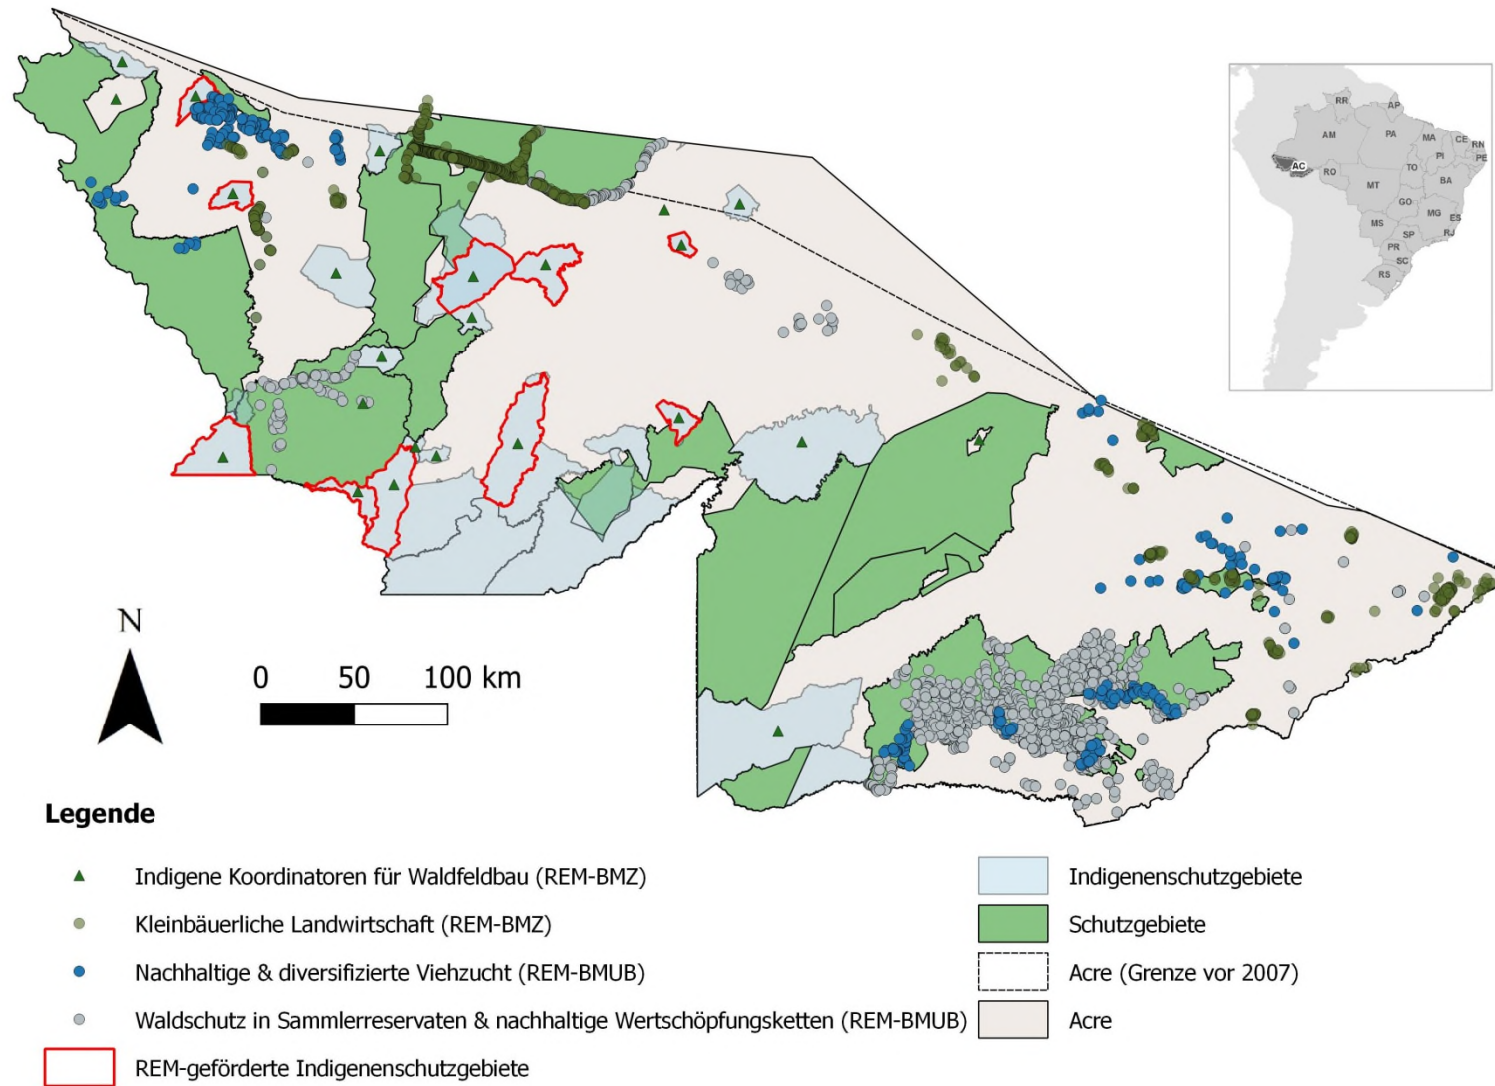 RR
AP
AM
PA
MA
CE
RN
PI
PE
AC
TO
RO
BA
MT
GO
MG
ES
MS
SP
RJ
PR
SC
RS
N
0 50 100 km
Legende
Indigene Koordinatoren für Waldfeldbau (REM-BMZ)
Kleinbäuerliche Landwirtschaft (REM-BMZ)
Nachhaltige & diversifizierte Viehzucht (REM-BMUB)
Waldschutz in Sammlerreservaten & nachhaltige Wertschöpfungsketten (REM-BMUB)
REM-geförderte Indigenenschutzgebiete
Indigenenschutzgebiete
Schutzgebiete
Acre (Grenze vor 2007)
Acre